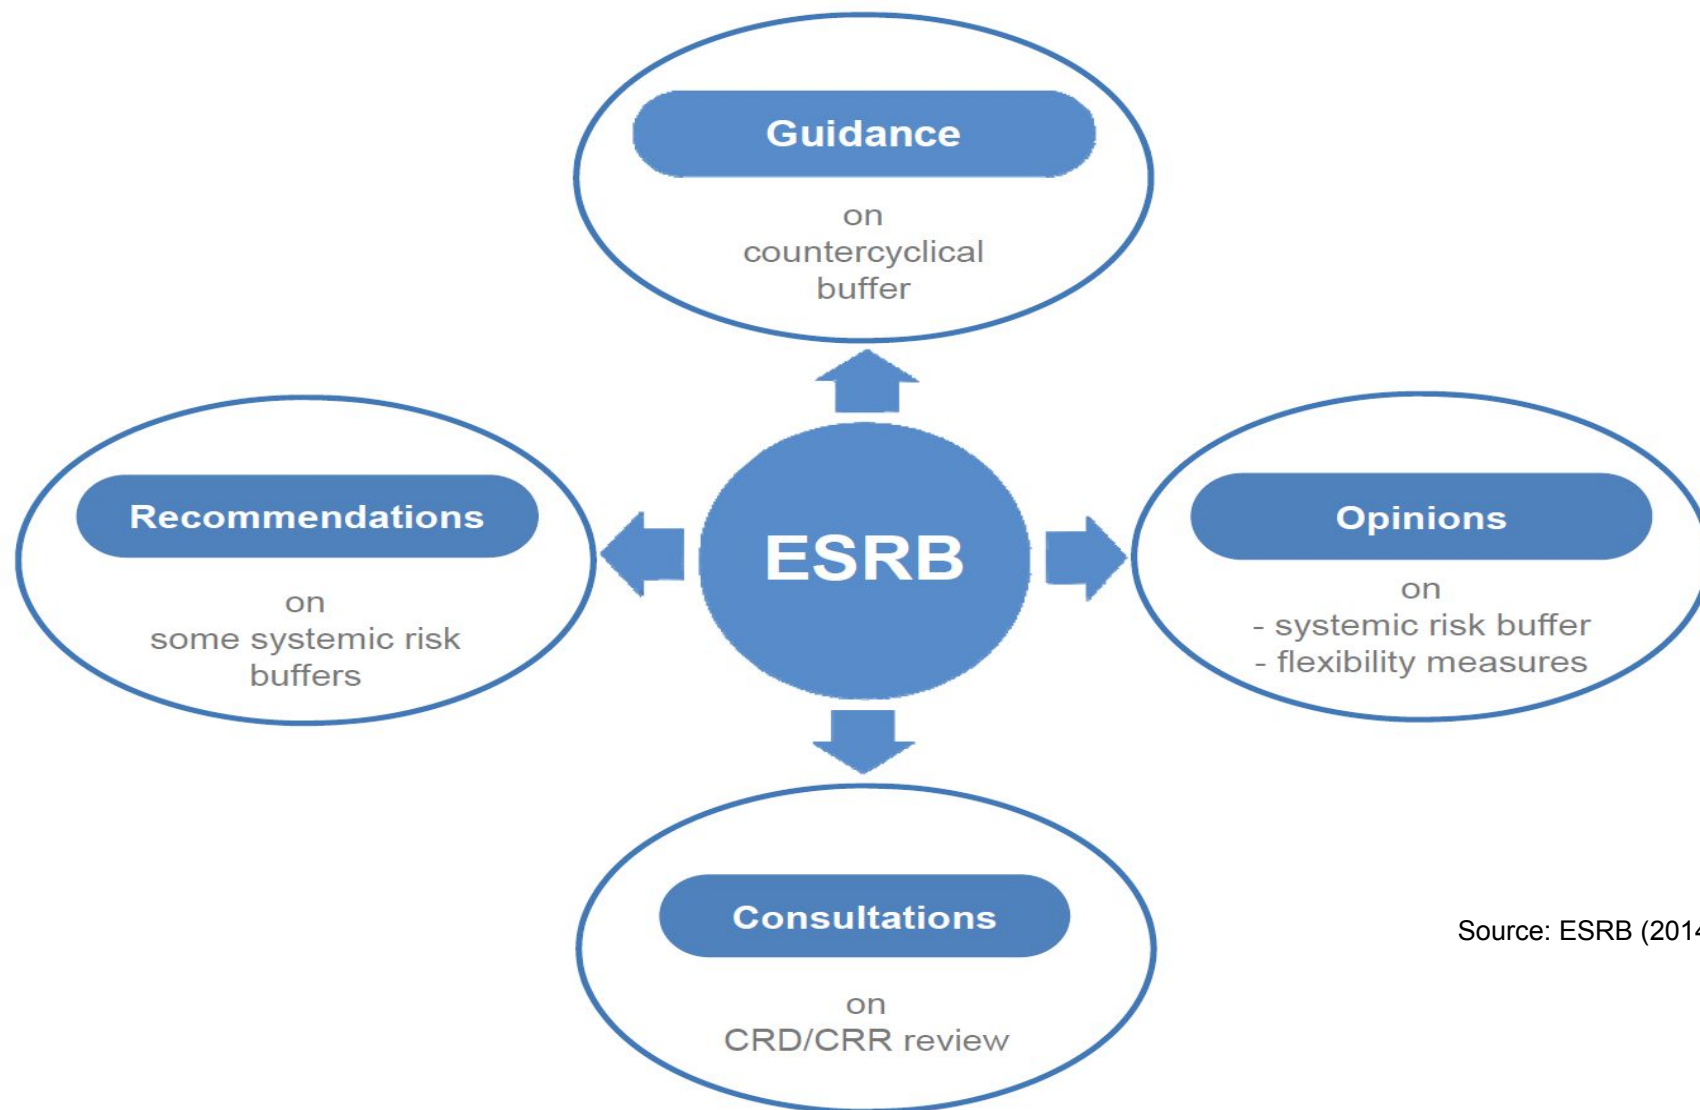 Guidance
on
countercyclical
buffer
Recommendations
on
some systemic risk
buffers
ESRB
Opinions
on
- systemic risk buffer
- flexibility measures
Consultations
on
CRD/CRR review
Source: ESRB (2014